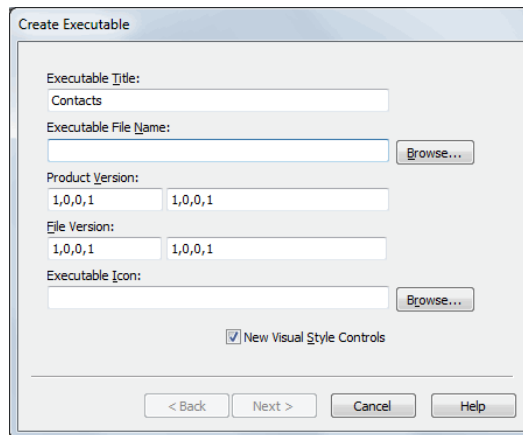 Create Executable
Executable Title:
Contacts
Executable File Name:
Browse...
Product Version:
1,0,0,1 1,0,0,1
File Version:
1,0,0,1 1,0,0,1
Executable Icon:
Browse...
New Visual Style Controls
< Back Next > Cancel Help